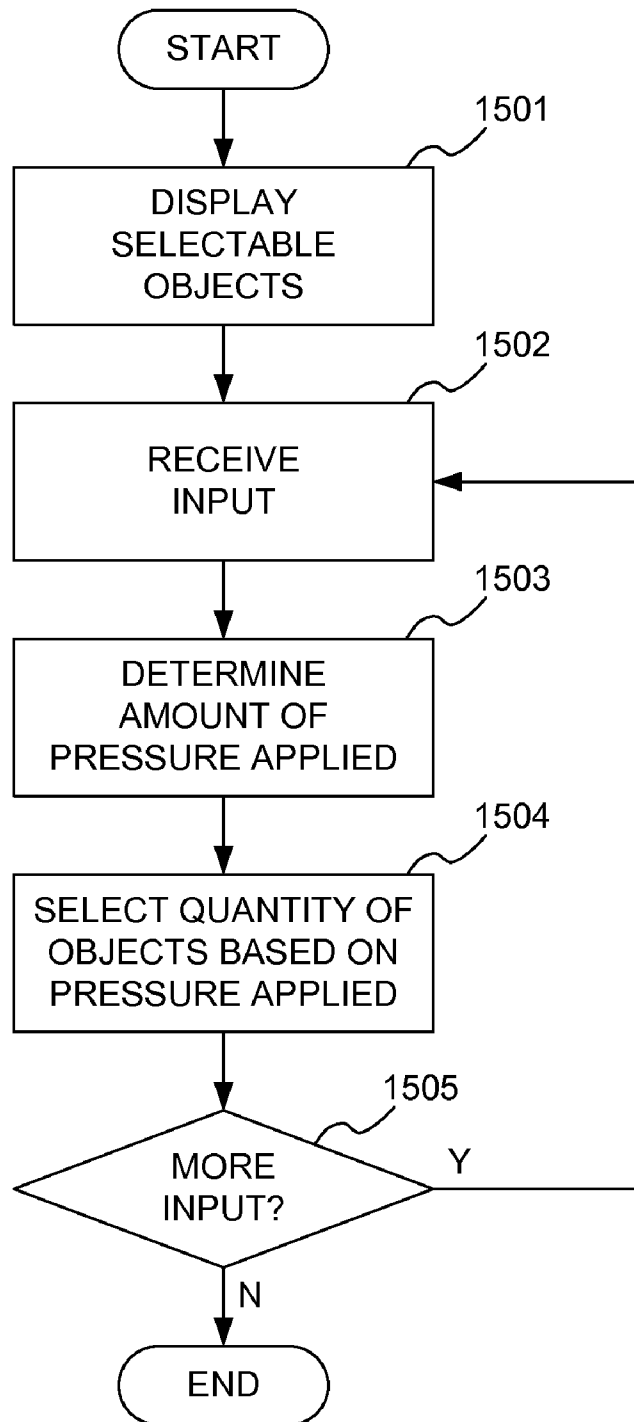 START
1501
DISPLAY
SELECTABLE
OBJECTS
1502
RECEIVE
INPUT
1503
DETERMINE
AMOUNT OF
PRESSURE APPLIED
1504
SELECT QUANTITY OF
OBJECTS BASED ON
PRESSURE APPLIED
1505
MORE
INPUT?
Y
N
END